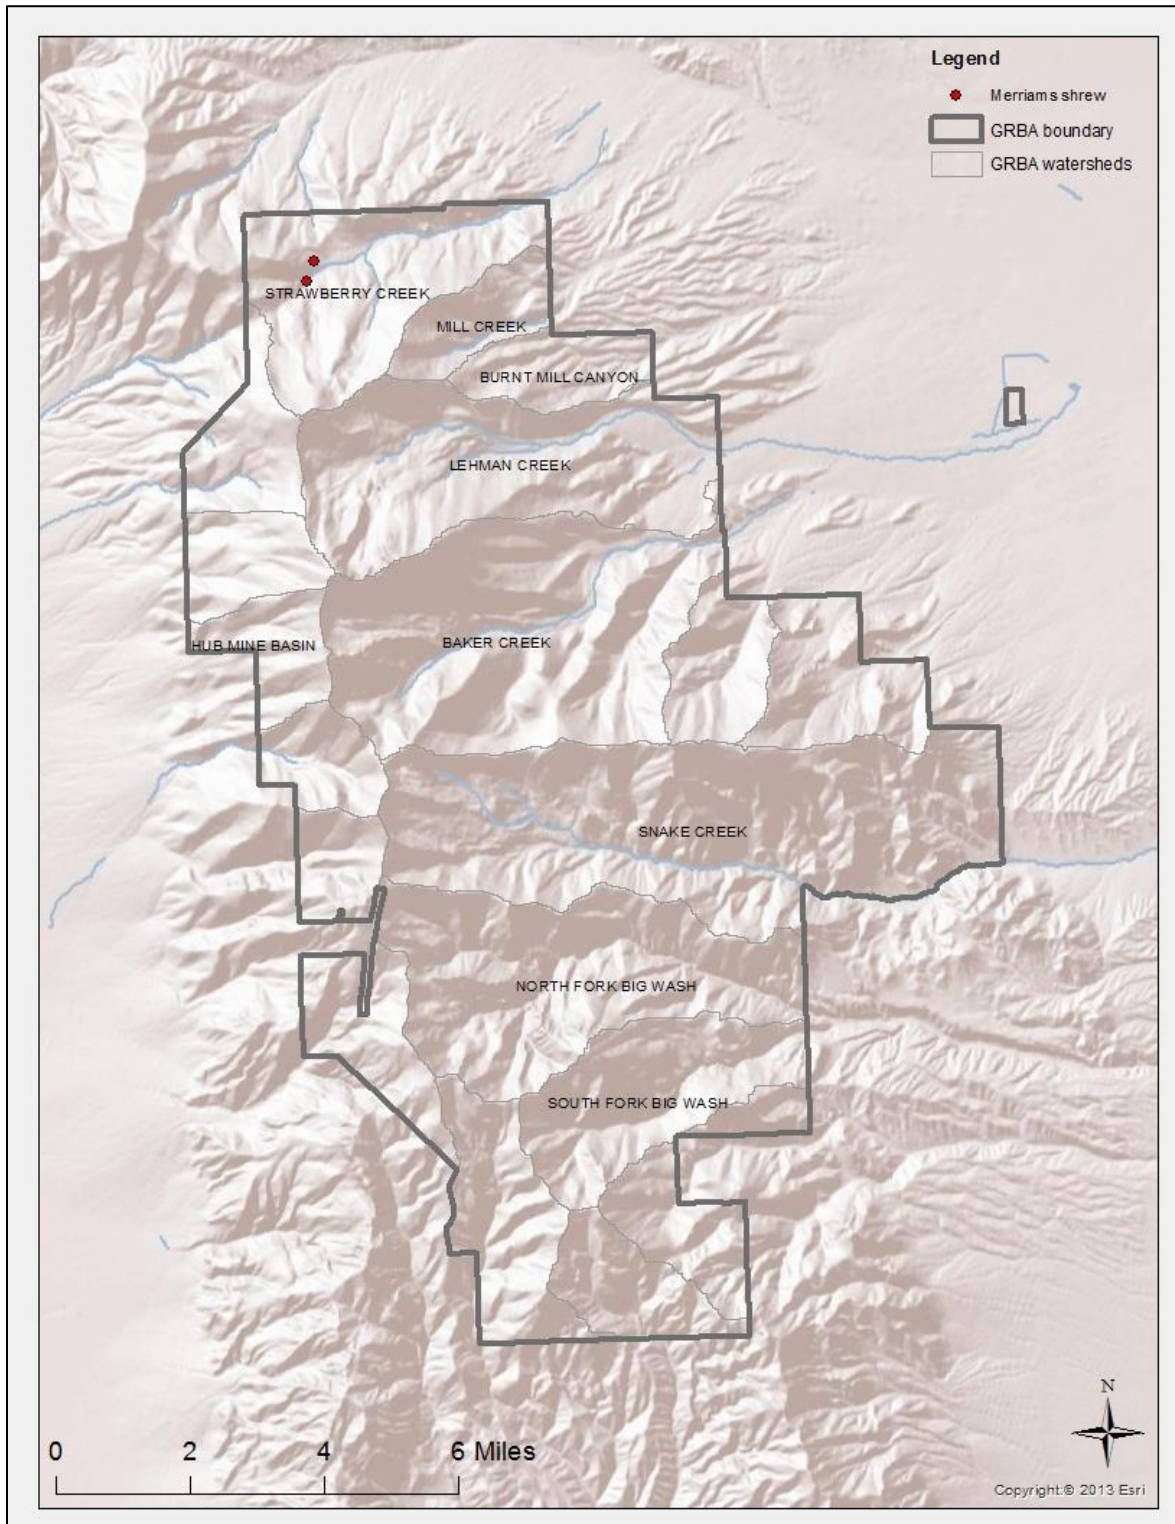 Legend
Merriams shrew
GRBA boundary
GRBA watersheds
STRAWBERRY CREEK
MILL CREEK
BURNT MILL CANYON
LEHMAN CREEK
HUB MINE BASIN
BAKER CREEK
SNAKE CREEK
NORTH FORK BIG WASH
SOUTH FORK BIG WASH
N
0 2 4 6 Miles
Copyright:© 2013 Esri